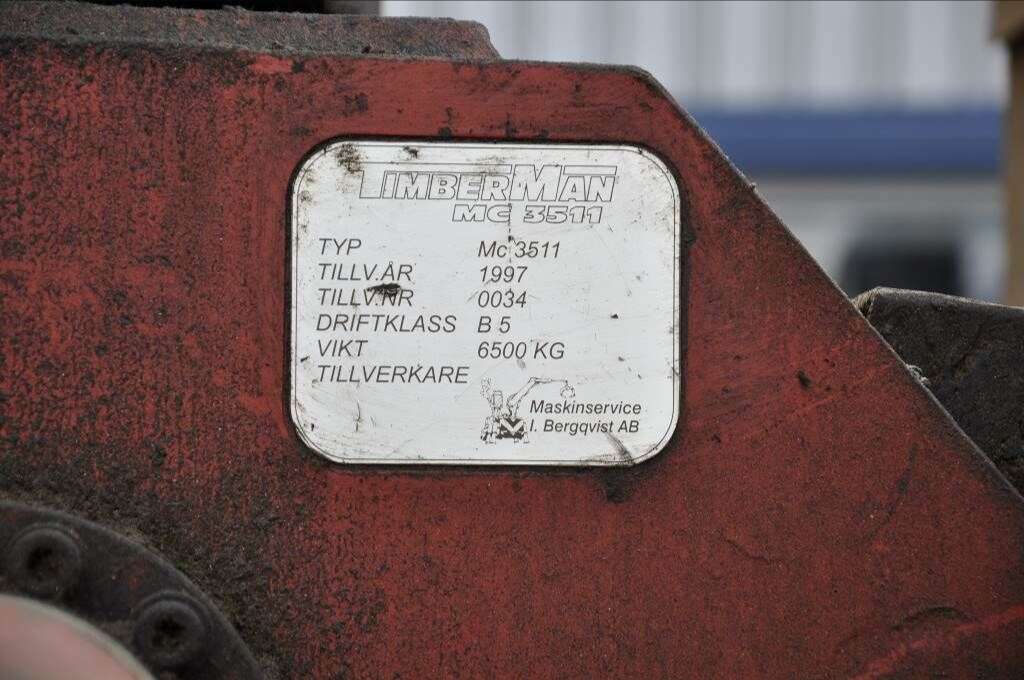 TIMBERMAN
MC 3511
TYP Mc 3511
TILLV.ÅR 1997
TILLV.NR 0034
DRIFTKLASS B 5
VIKT 6500 KG
TILLVERKARE
Maskinservice
I. Bergqvist AB